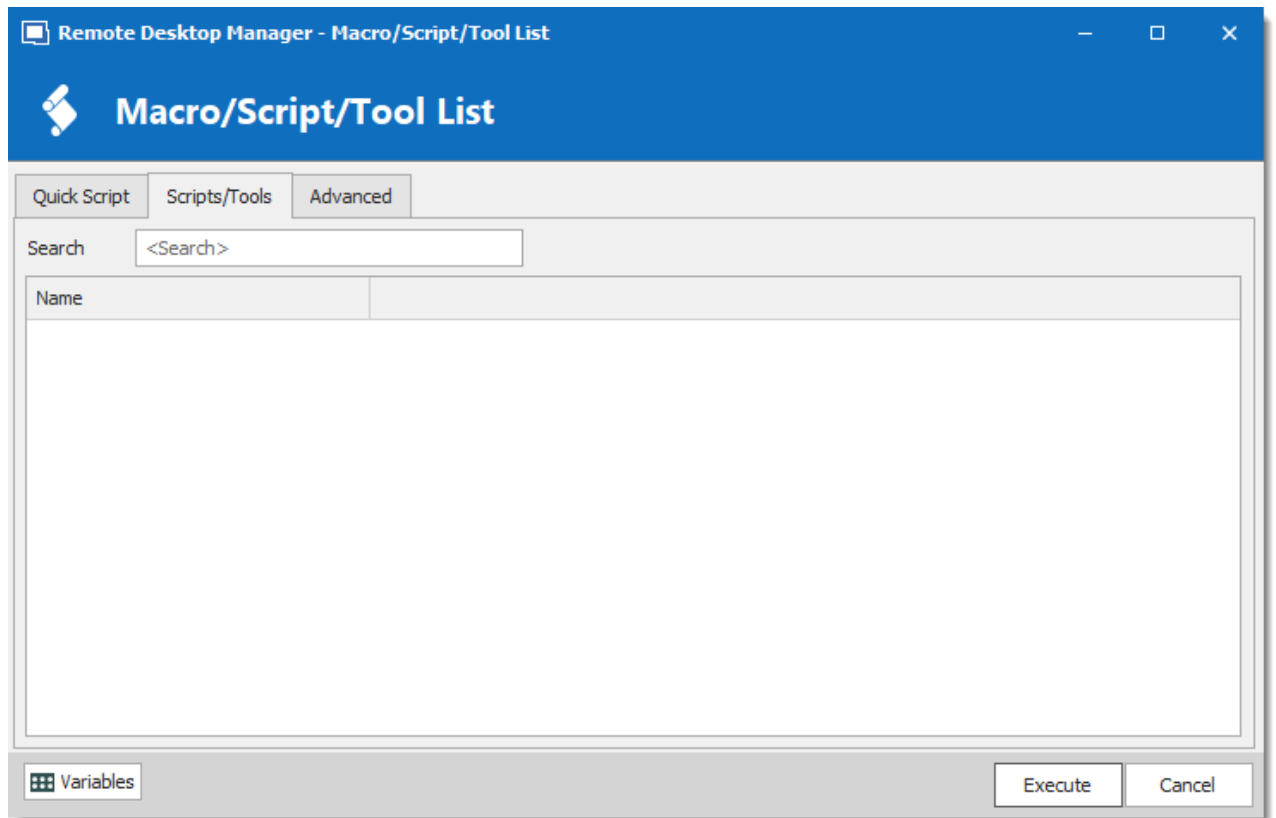 Remote Desktop Manager - Macro/Script/Tool List
Macro/Script/Tool List
Quick Script Scripts/Tools Advanced
Search <Search>
Name
Variables Execute Cancel